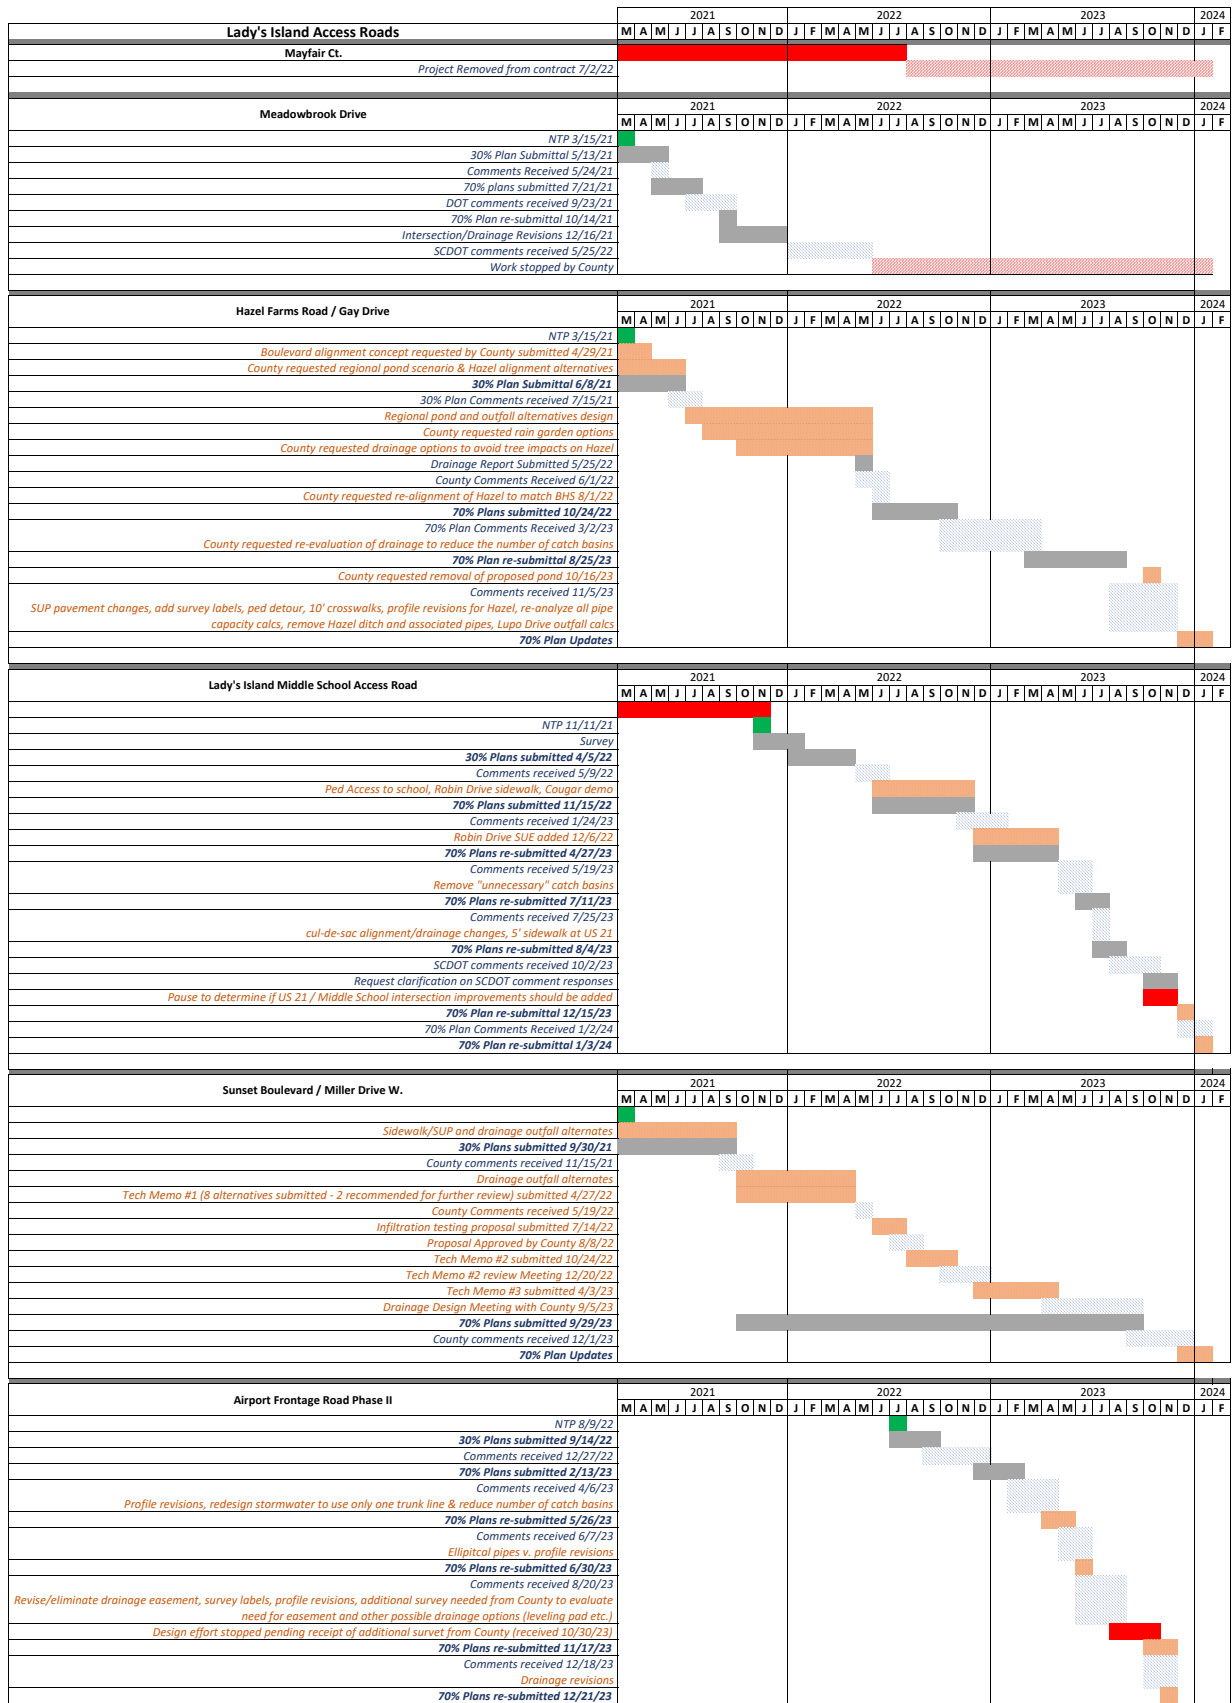 2021 2022 2023 2024
Lady's Island Access Roads M A M J J A S O N D J F M A M J J A S O N D J F M A M J J A S O N D J F
Mayfair Ct.
Project Removed from contract 7/2/22
2021 2022 2023 2024
Meadowbrook Drive
M A M J J A S O N D J F M A M J J A S O N D J F M A M J J A S O N D J F
NTP 3/15/21
30% Plan Submittal 5/13/21
Comments Received 5/24/21
70% plans submitted 7/21/21
DOT comments received 9/23/21
70% Plan re-submittal 10/14/21
Intersection/Drainage Revisions 12/16/21
SCDOT comments received 5/25/22
Work stopped by County
2021 2022 2023 2024
Hazel Farms Road / Gay Drive
M A M J J A S O N D J F M A M J J A S O N D J F M A M J J A S O N D J F
NTP 3/15/21
Boulevard alignment concept requested by County submitted 4/29/21
County requested regional pond scenario & Hazel alignment alternatives
30% Plan Submittal 6/8/21
30% Plan Comments received 7/15/21
Regional pond and outfall alternatives design
County requested rain garden options
County requested drainage options to avoid tree impacts on Hazel
Drainage Report Submitted 5/25/22
County Comments Received 6/1/22
County requested re-alignment of Hazel to match BHS 8/1/22
70% Plans submitted 10/24/22
70% Plan Comments Received 3/2/23
County requested re-evaluation of drainage to reduce the number of catch basins
70% Plan re-submittal 8/25/23
County requested removal of proposed pond 10/16/23
Comments received 11/5/23
SUP pavement changes, add survey labels, ped detour, 10' crosswalks, profile revisions for Hazel, re-analyze all pipe
capacity calcs, remove Hazel ditch and associated pipes, Lupo Drive outfall calcs
70% Plan Updates
2021 2022 2023 2024
Lady's Island Middle School Access Road
M A M J J A S O N D J F M A M J J A S O N D J F M A M J J A S O N D J F
NTP 11/11/21
Survey
30% Plans submitted 4/5/22
Comments received 5/9/22
Ped Access to school, Robin Drive sidewalk, Cougar demo
70% Plans submitted 11/15/22
Comments received 1/24/23
Robin Drive SUE added 12/6/22
70% Plans re-submitted 4/27/23
Comments received 5/19/23
Remove "unnecessary" catch basins
70% Plans re-submitted 7/11/23
Comments received 7/25/23
cul-de-sac alignment/drainage changes, 5' sidewalk at US 21
70% Plans re-submitted 8/4/23
SCDOT comments received 10/2/23
Request clarification on SCDOT comment responses
Pause to determine if US 21 / Middle School intersection improvements should be added
70% Plan re-submittal 12/15/23
70% Plan Comments Received 1/2/24
70% Plan re-submittal 1/3/24
2021 2022 2023 2024
Sunset Boulevard / Miller Drive W.
M A M J J A S O N D J F M A M J J A S O N D J F M A M J J A S O N D J F
Sidewalk/SUP and drainage outfall alternates
30% Plans submitted 9/30/21
County comments received 11/15/21
Drainage outfall alternates
Tech Memo #1 (8 alternatives submitted - 2 recommended for further review) submitted 4/27/22
County Comments received 5/19/22
Infiltration testing proposal submitted 7/14/22
Proposal Approved by County 8/8/22
Tech Memo #2 submitted 10/24/22
Tech Memo #2 review Meeting 12/20/22
Tech Memo #3 submitted 4/3/23
Drainage Design Meeting with County 9/5/23
70% Plans submitted 9/29/23
County comments received 12/1/23
70% Plan Updates
2021 2022 2023 2024
Airport Frontage Road Phase II
M A M J J A S O N D J F M A M J J A S O N D J F M A M J J A S O N D J F
NTP 8/9/22
30% Plans submitted 9/14/22
Comments received 12/27/22
70% Plans submitted 2/13/23
Comments received 4/6/23
Profile revisions, redesign stormwater to use only one trunk line & reduce number of catch basins
70% Plans re-submitted 5/26/23
Comments received 6/7/23
Ellipitcal pipes v. profile revisions
70% Plans re-submitted 6/30/23
Comments received 8/20/23
Revise/eliminate drainage easement, survey labels, profile revisions, additional survey needed from County to evaluate
need for easement and other possible drainage options (leveling pad etc.)
Design effort stopped pending receipt of additional survet from County (received 10/30/23)
70% Plans re-submitted 11/17/23
Comments received 12/18/23
Drainage revisions
70% Plans re-submitted 12/21/23